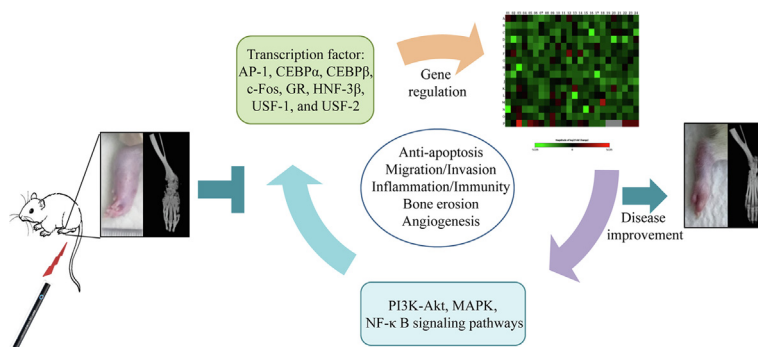 Transcription factor:
AP-1, CEBPα, CEBPβ,
c-Fos, GR, HNF-3β,
USF-1, and USF-2
Gene
regulation
Anti-apoptosis
Migration/Invasion
Inflammation/Immunity
Bone erosion
Angiogenesis
Disease
improvement
PI3K-Akt, MAPK,
NF-κ B signaling pathways